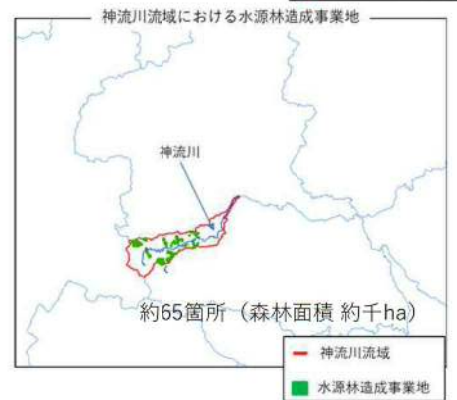 神流川流域における水源林造成事業地
神流川
約65箇所（森林面積 約千ha）
神流川流域
水源林造成事業地